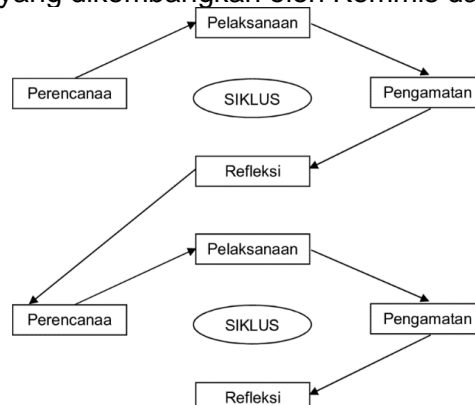 yang dikembangkan oleh Kemmis da
Pelaksanaan
Perencanaa
SIKLUS
Pengamatan
Refleksi
Pelaksanaan
Perencanaa
SIKLUS
Pengamatan
Refleksi